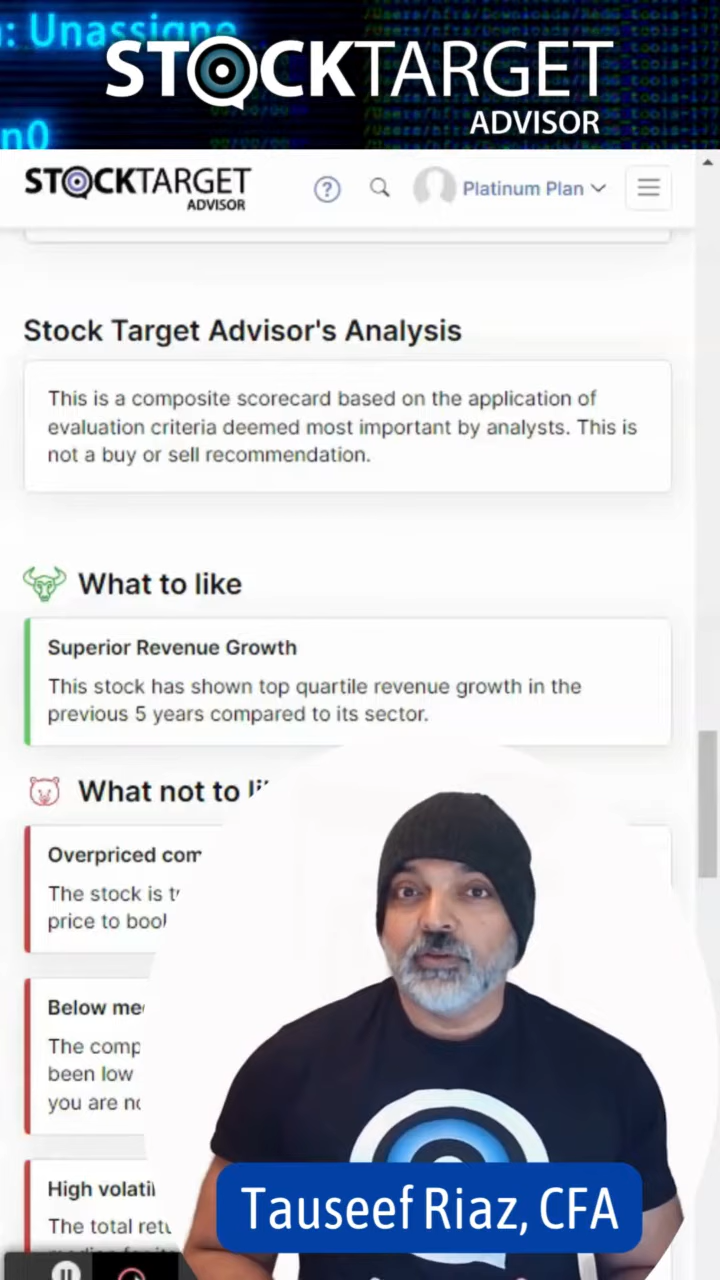 : Unassigne
n0
STOCKTARGET
ADVISOR
STOCKTARGET
ADVISOR
Platinum Plan
Stock Target Advisor's Analysis
This is a composite scorecard based on the application of
evaluation criteria deemed most important by analysts. This is
not a buy or sell recommendation.
What to like
Superior Revenue Growth
This stock has shown top quartile revenue growth in the
previous 5 years compared to its sector.
What not to li
Overpriced com
The stock is
price to
Below
The comp
been low
you are
High
The total
Tauseef Riaz, CFA